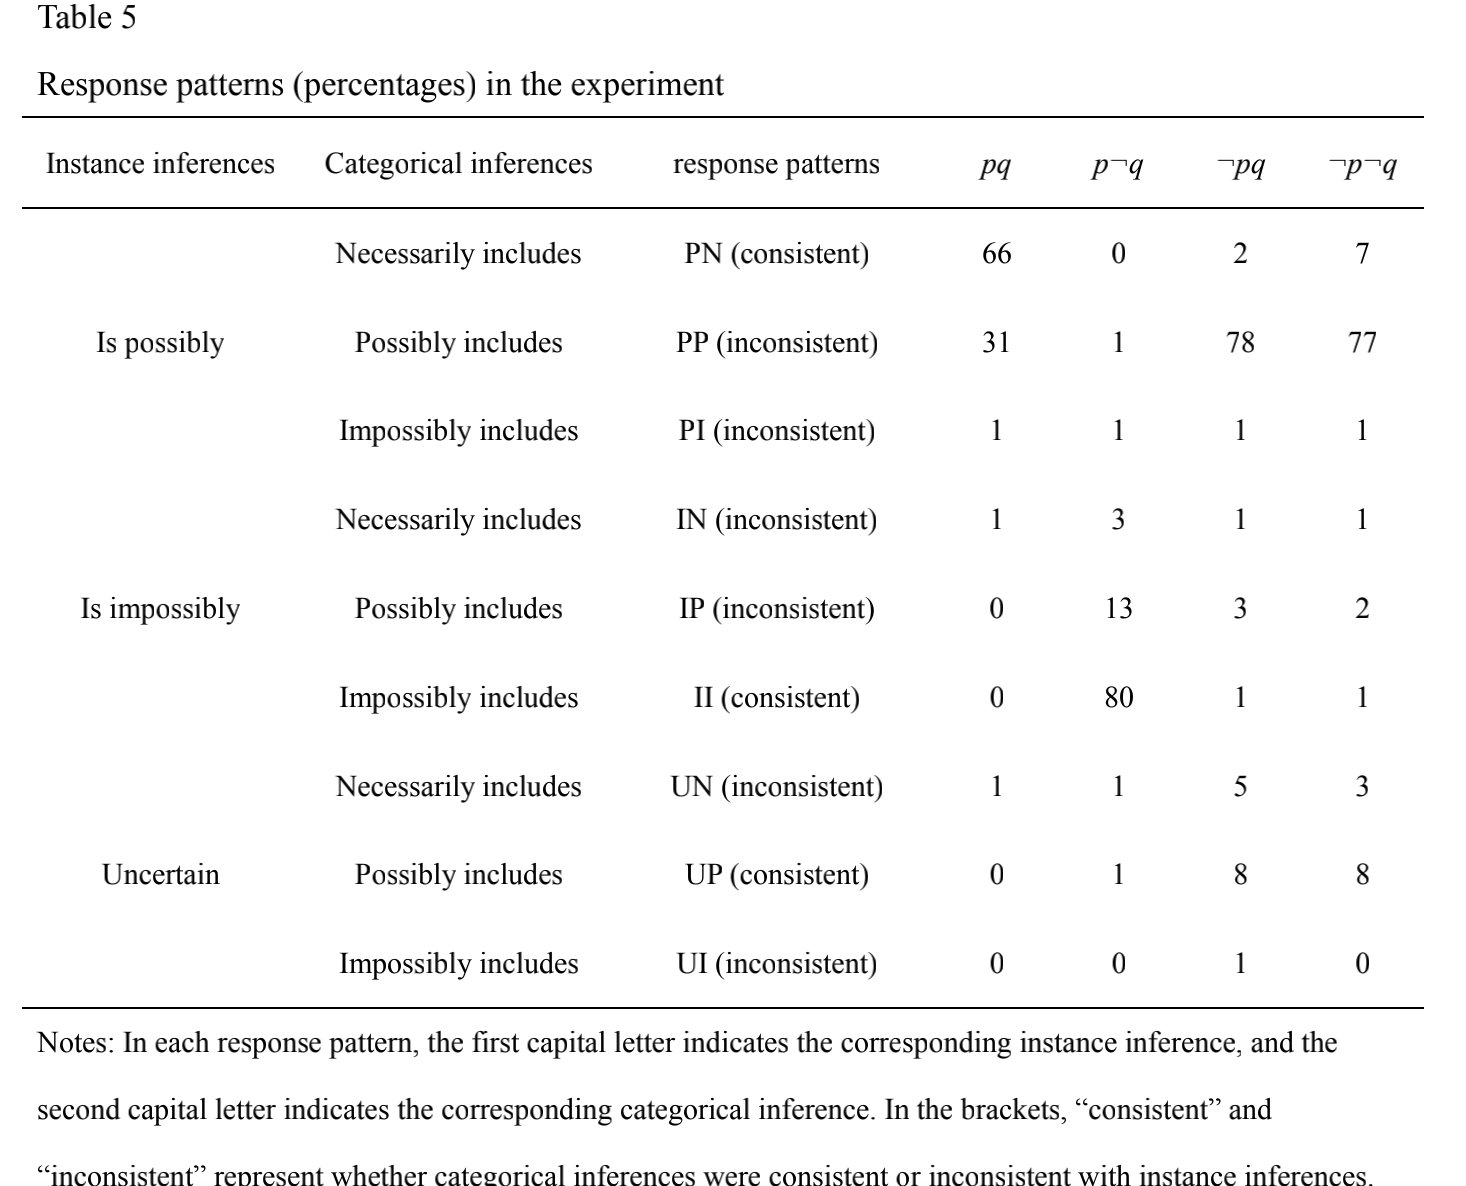 Table 5
Response patterns (percentages) in the experiment
Instance inferences Categorical inferences response patterns pq p¬q ¬pq ¬p¬q
Necessarily includes PN (consistent) 66 0 2 7
Is possibly Possibly includes PP (inconsistent) 31 1 78 77
Impossibly includes PI (inconsistent) 1 1 1 1
Necessarily includes IN (inconsistent) 1 3 1 1
Is impossibly Possibly includes IP (inconsistent) 0 13 3 2
Impossibly includes II (consistent) 0 80 1 1
Necessarily includes UN (inconsistent) 1 1 5 3
Uncertain Possibly includes UP (consistent) 0 1 8 8
Impossibly includes UI (inconsistent) 0 0 1 0
Notes: In each response pattern, the first capital letter indicates the corresponding instance inference, and the
second capital letter indicates the corresponding categorical inference. In the brackets, “consistent” and
“inconsistent” represent whether categorical inferences were consistent or inconsistent with instance inferences,